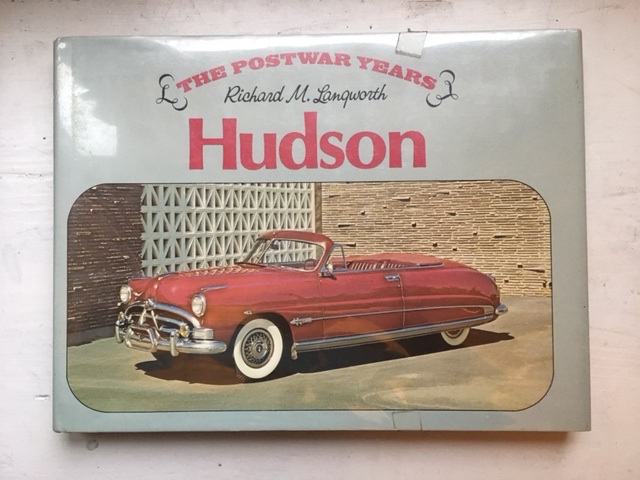 THE POSTWAR YEARS
Richard M. Langworth
Hudson